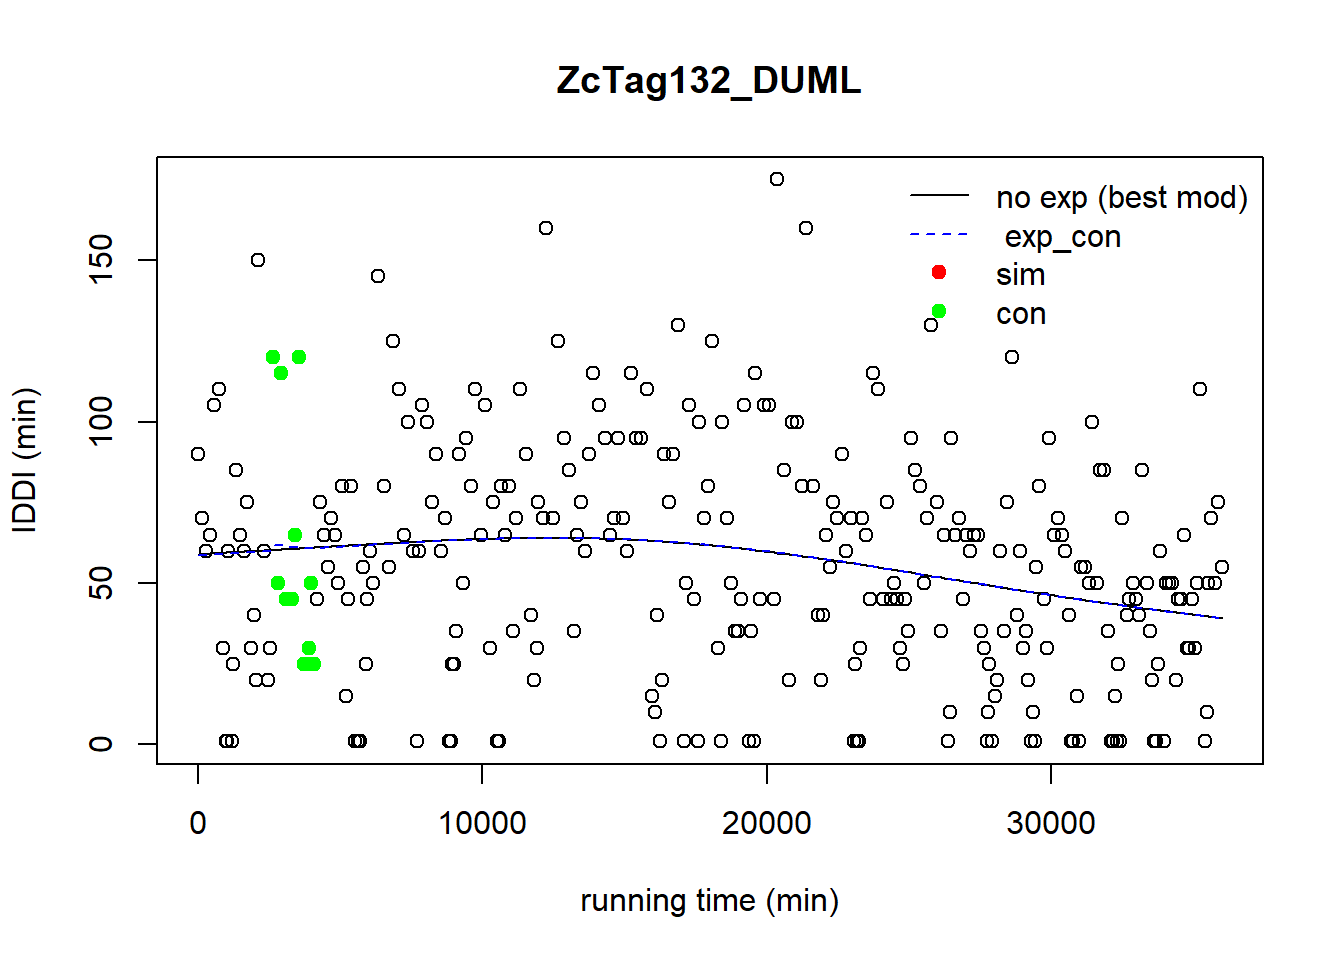 ZcTag132_DUML
no exp (best mod)
exp_con
sim
con
150
100
50
0
IDDI (min)
0 10000 20000 30000
running time (min)